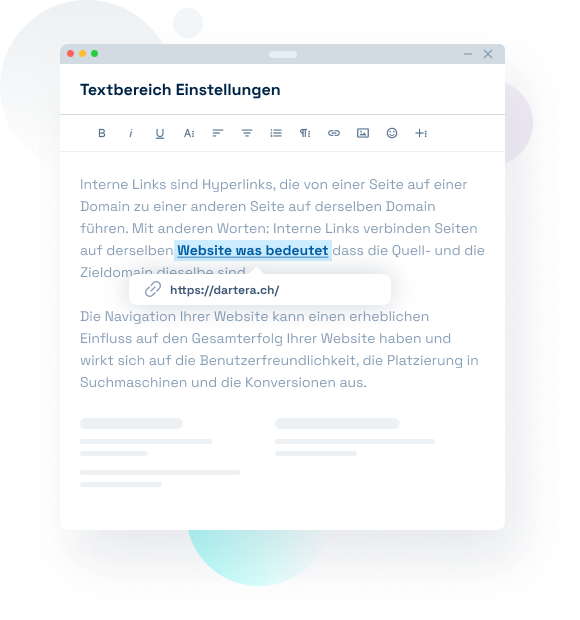 Textbereich Einstellungen
B i U A
Interne Links sind Hyperlinks, die von einer Seite auf einer
Domain zu einer anderen Seite auf derselben Domain
führen. Mit anderen Worten: Interne Links verbinden Seiten
auf derselben Website was bedeutet dass die Quell- und die
Zieldomain dieselbe sind
https://dartera.ch/
Die Navigation Ihrer Website kann einen erheblichen
Einfluss auf den Gesamterfolg Ihrer Website haben und
wirkt sich auf die Benutzerfreundlichkeit, die Platzierung in
Suchmaschinen und die Konversionen aus.